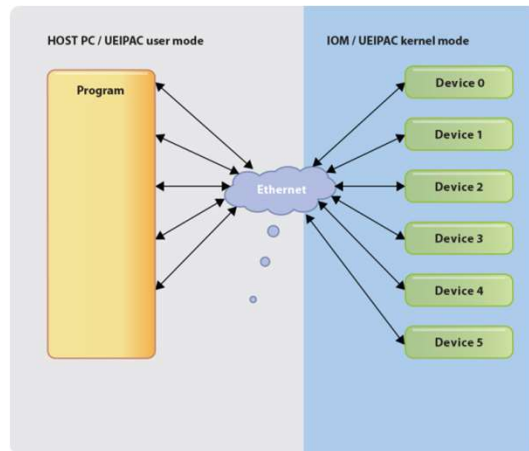 HOST PC / UEIPAC user mode
IOM / UEIPAC kernel mode
Program
Ethernet
Device 0
Device 1
Device 2
Device 3
Device 4
Device 5